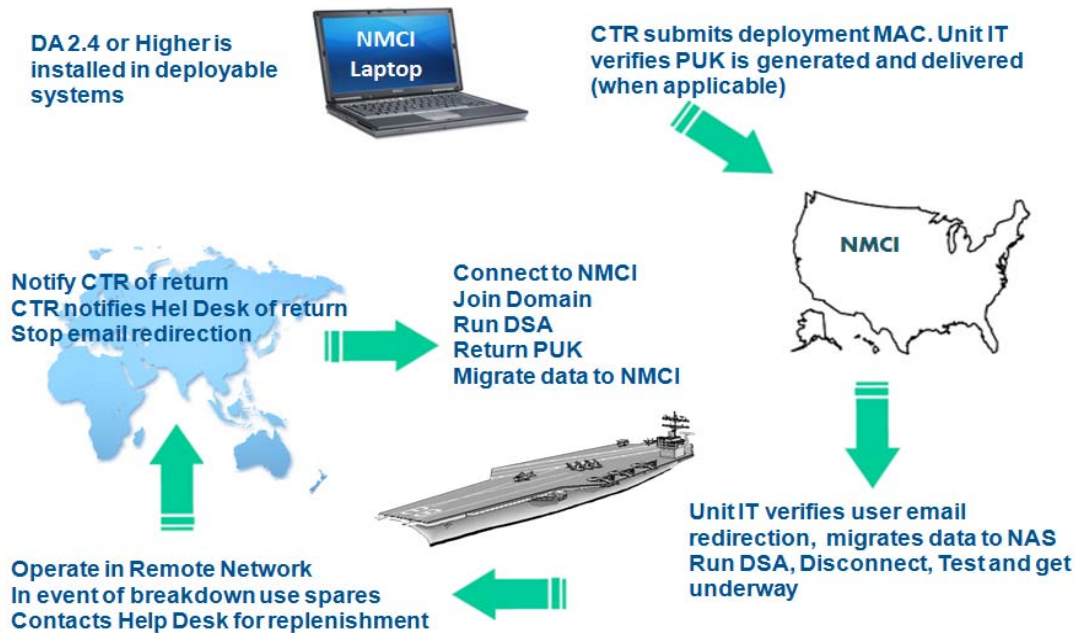 DA 2.4 or Higher is
installed in deployable
systems
NMCI
Laptop
CTR submits deployment MAC. Unit IT
verifies PUK is generated and delivered
(when applicable)
NMCI
Unit IT verifies user email
redirection, migrates data to NAS
Run DSA, Disconnect, Test and get
underway
Operate in Remote Network
In event of breakdown use spares
Contacts Help Desk for replenishment
Notify CTR of return
CTR notifies Hel Desk of return
Stop email redirection
Connect to NMCI
Join Domain
Run DSA
Return PUK
Migrate data to NMCI